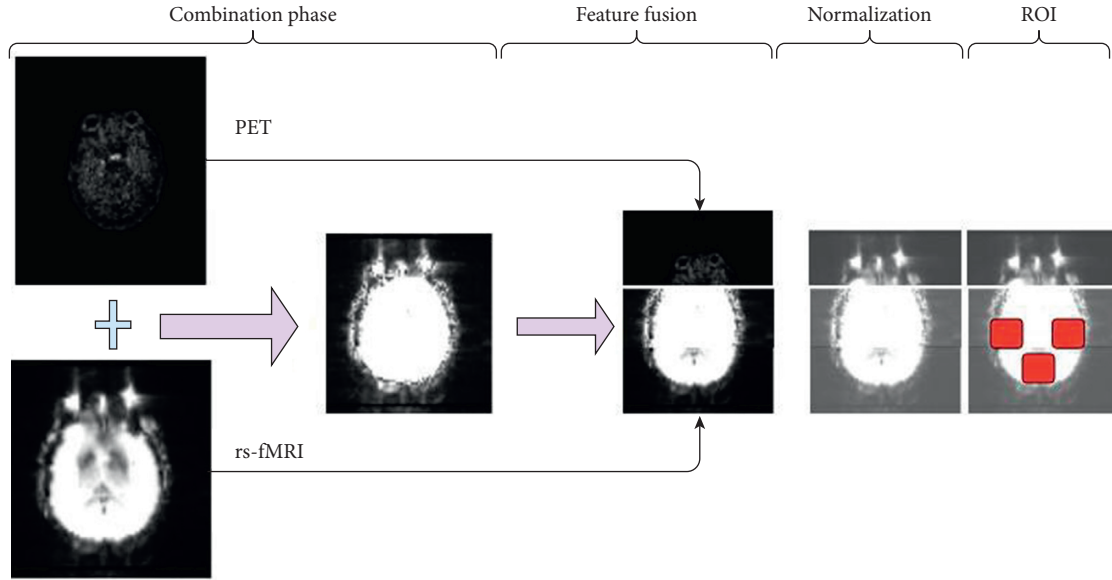 Combination phase
Feature fusion
Normalization
ROI
PET
rs-fMRI